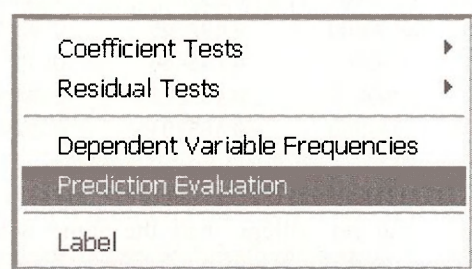 Coefficient Tests
Residual Tests
Dependent Variable Frequencies
Prediction Evaluation
Label